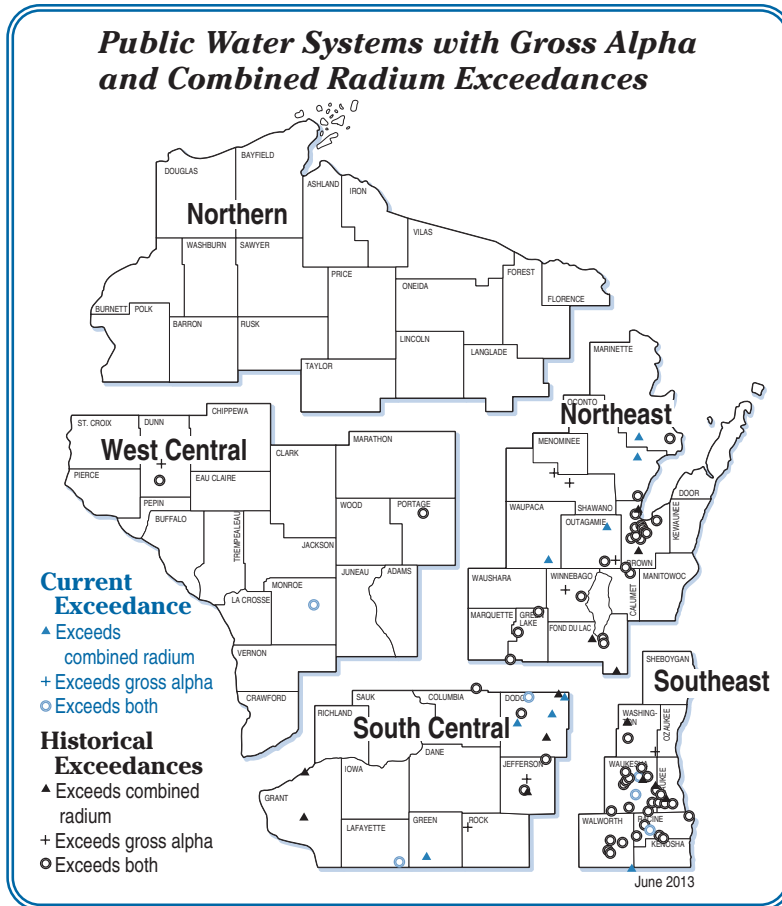 Public Water Systems with Gross Alpha
and Combined Radium Exceedances
BAYFIELD
DOUGLAS
ASHLAND
IRON
Northern
VILAS
WASHBURN
SAWYER
PRICE
FOREST
ONEIDA
FLORENCE
BURNETT
POLK
BARRON
RUSK
LINCOLN
LANGLADE
TAYLOR
MARINETTE
OCONTO
Northeast
MENOMINEE
DOOR
WAUPACA
SHAWANO
OUTAGAMIE
KEWAUNEE
BROWN
WAUSHARA
WINNEBAGO
CALUMET
MANITOWOC
MARQUETTE
GREEN
LAKE
FOND DU LAC
CHIPPEWA
ST. CROIX
DUNN
West Central
MARATHON
CLARK
PIERCE
EAU CLAIRE
PEPIN
WOOD
PORTAGE
BUFFALO
TREMPEALEAU
JACKSON
JUNEAU
ADAMS
MONROE
LA CROSSE
VERNON
CRAWFORD
Current
Exceedance
Exceeds
combined radium
+ Exceeds gross alpha
Exceeds both
Historical
Exceedances
Exceeds combined
radium
+ Exceeds gross alpha
Exceeds both
SAUK
COLUMBIA
RICHLAND
South Central
DANE
IOWA
JEFFERSON
GRANT
LAFAYETTE
GREEN
ROCK
SHEBOYGAN
Southeast
WASHING-
TON
OZAUKEE
WALWORTH
KENOSHA
June 2013